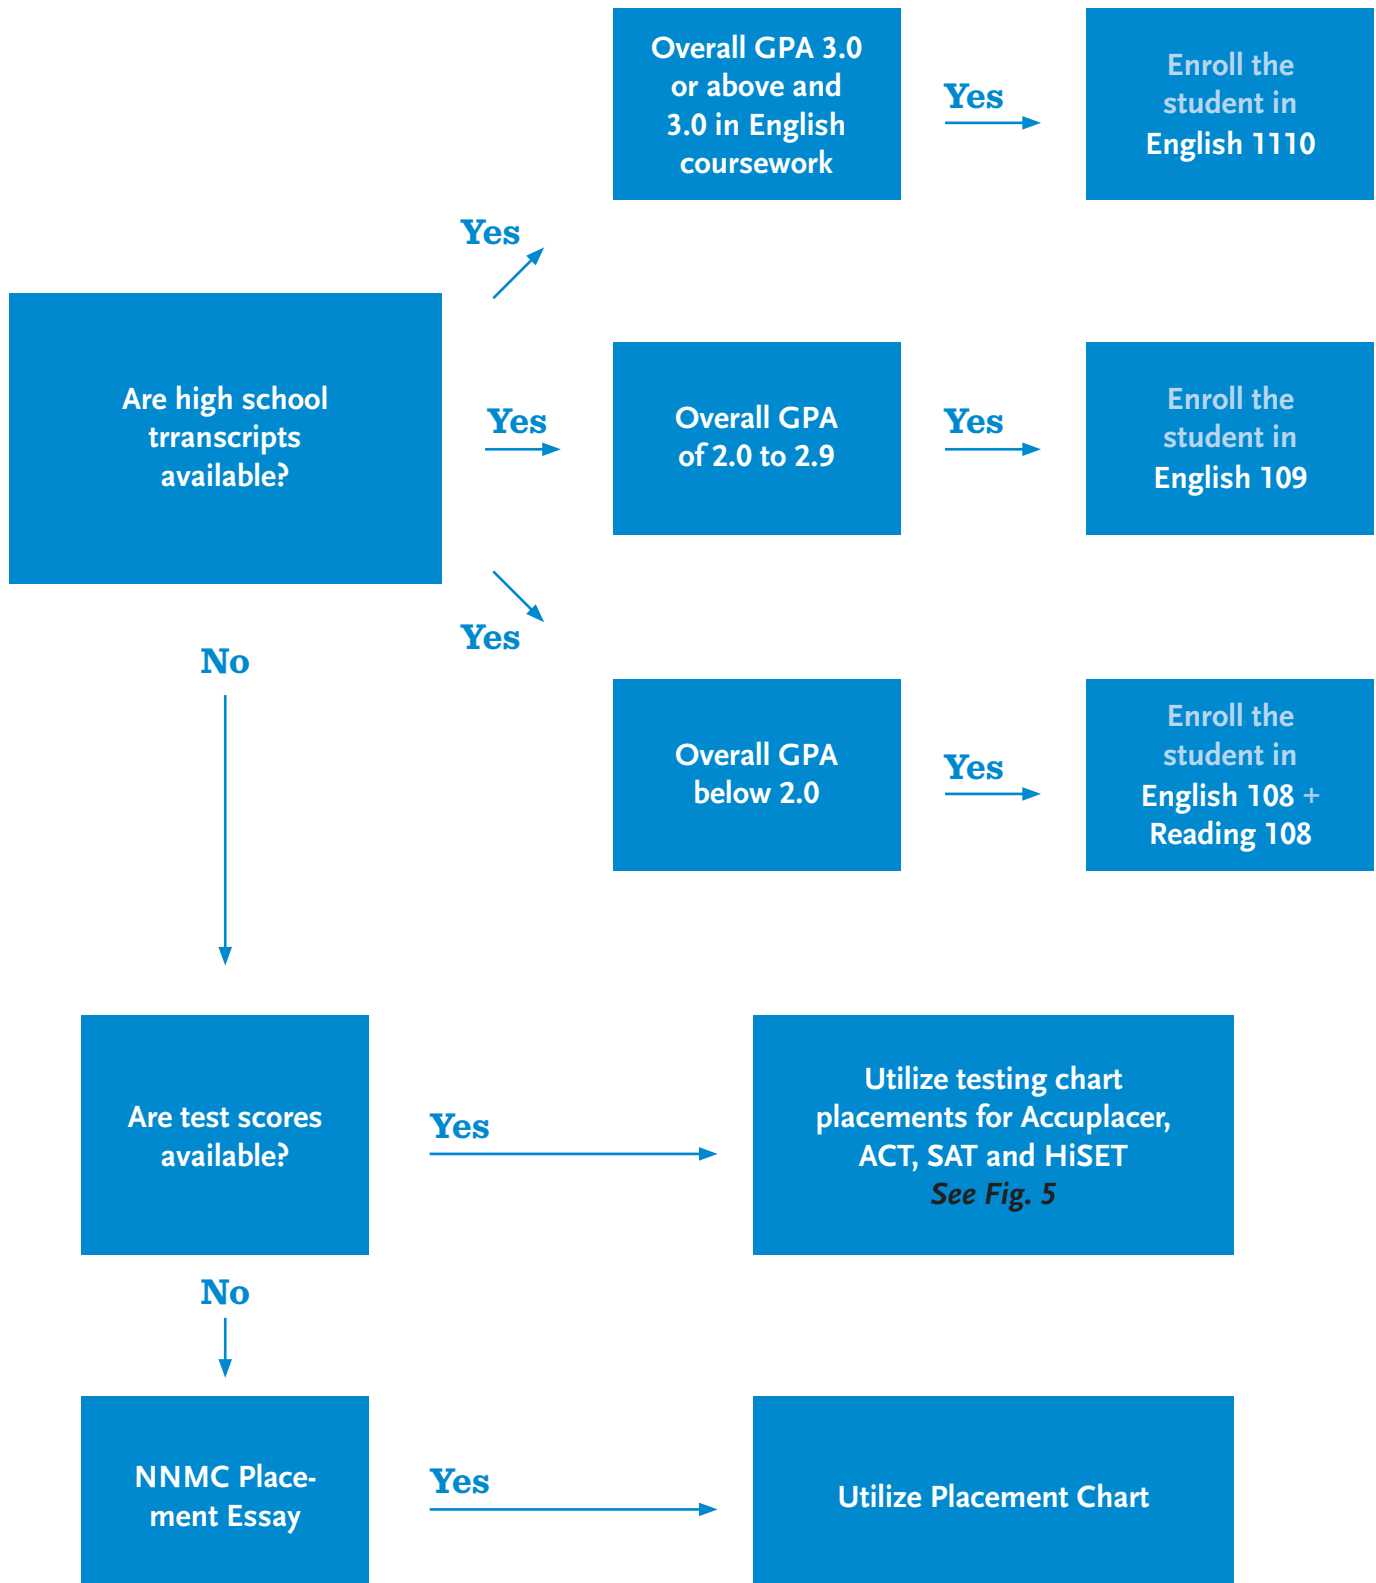 Overall GPA 3.0
or above and
3.0 in English
coursework
Yes
Enroll the
student in
English 1110
Yes
Are high school
trranscripts
available?
Yes
Overall GPA
of 2.0 to 2.9
Yes
Enroll the
student in
English 109
Yes
No
Overall GPA
below 2.0
Yes
Enroll the
student in
English 108 +
Reading 108
Are test scores
available?
Yes
Utilize testing chart
placements for Accuplacer,
ACT, SAT and HiSET
See Fig. 5
No
NNMC Place-
ment Essay
Yes
Utilize Placement Chart